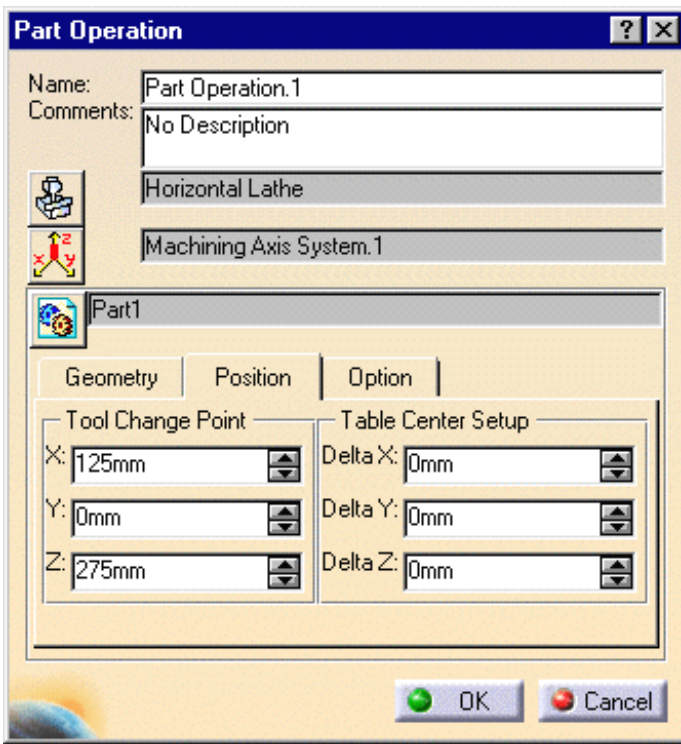 Part Operation
Name: Part Operation.1
Comments: No Description
Horizontal Lathe
z x y Machining Axis System.1
Part1
Geometry Position Option
Tool Change Point Table Center Setup
X: 125mm Delta X: 0mm
Y: 0mm Delta Y: 0mm
Z: 275mm Delta Z: 0mm
OK Cancel